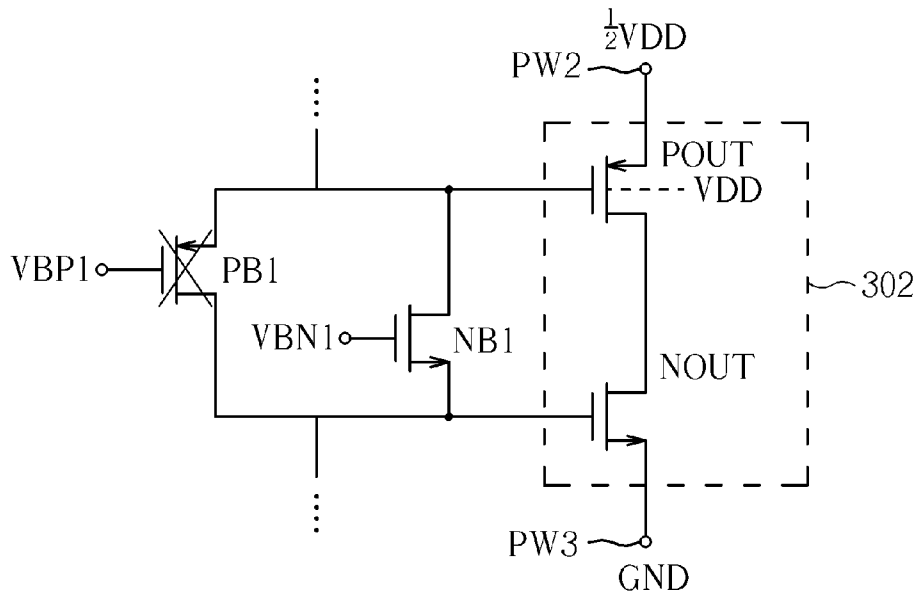 ½VDD
PW2
POUT
VDD
VBP1
PB1
302
VBN1
NB1
NOUT
PW3
GND